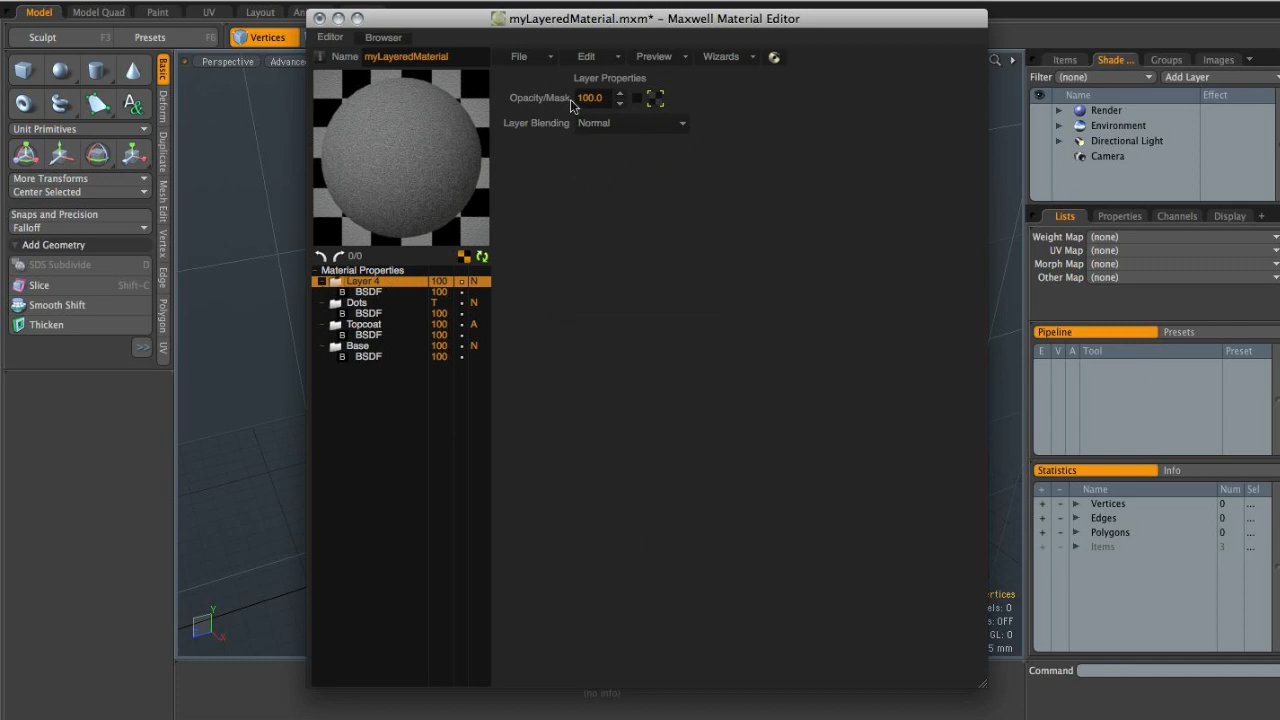 Model
Model Quad
Paint
UV
Layout
myLayeredMaterial.mxm* – Maxwell Material Editor
Sculpt F3
Presets F6
Vertices
Editor
Browser
Name myLayeredMaterial
File
Edit
Preview
Wizards
Perspective
Advance
Layer Properties
Opacity/Mask 100.0
Layer Blending Normal
Basic
Deform
Duplicate
Mesh Edit
Vertex
Edge
Polygon
UV
Unit Primitives
More Transforms
Center Selected
Snaps and Precision
Falloff
Add Geometry
SDS Subdivide D
Slice Shift-C
Smooth Shift
Thicken
>>
0/0
Material Properties
Layer 4 100 N
B BSDF 100
Dots T N
B BSDF 100
Topcoat 100 A
B BSDF 100
Base 100 N
B BSDF 100
Y
X
(no info)
Items
Shade ...
Groups
Images
Filter (none)
Add Layer
Name
Effect
Render
Environment
Directional Light
Camera
Lists
Properties
Channels
Display
+
Weight Map (none)
UV Map (none)
Morph Map (none)
Other Map (none)
Pipeline
Presets
E V A Tool Preset
Statistics
Info
+ – Name Num Sel
+ – Vertices 0 ...
+ – Edges 0 ...
+ – Polygons 0 ...
+ – Items 3 ...
ertices
els: 0
s: OFF
GL: 0
5 mm
Command